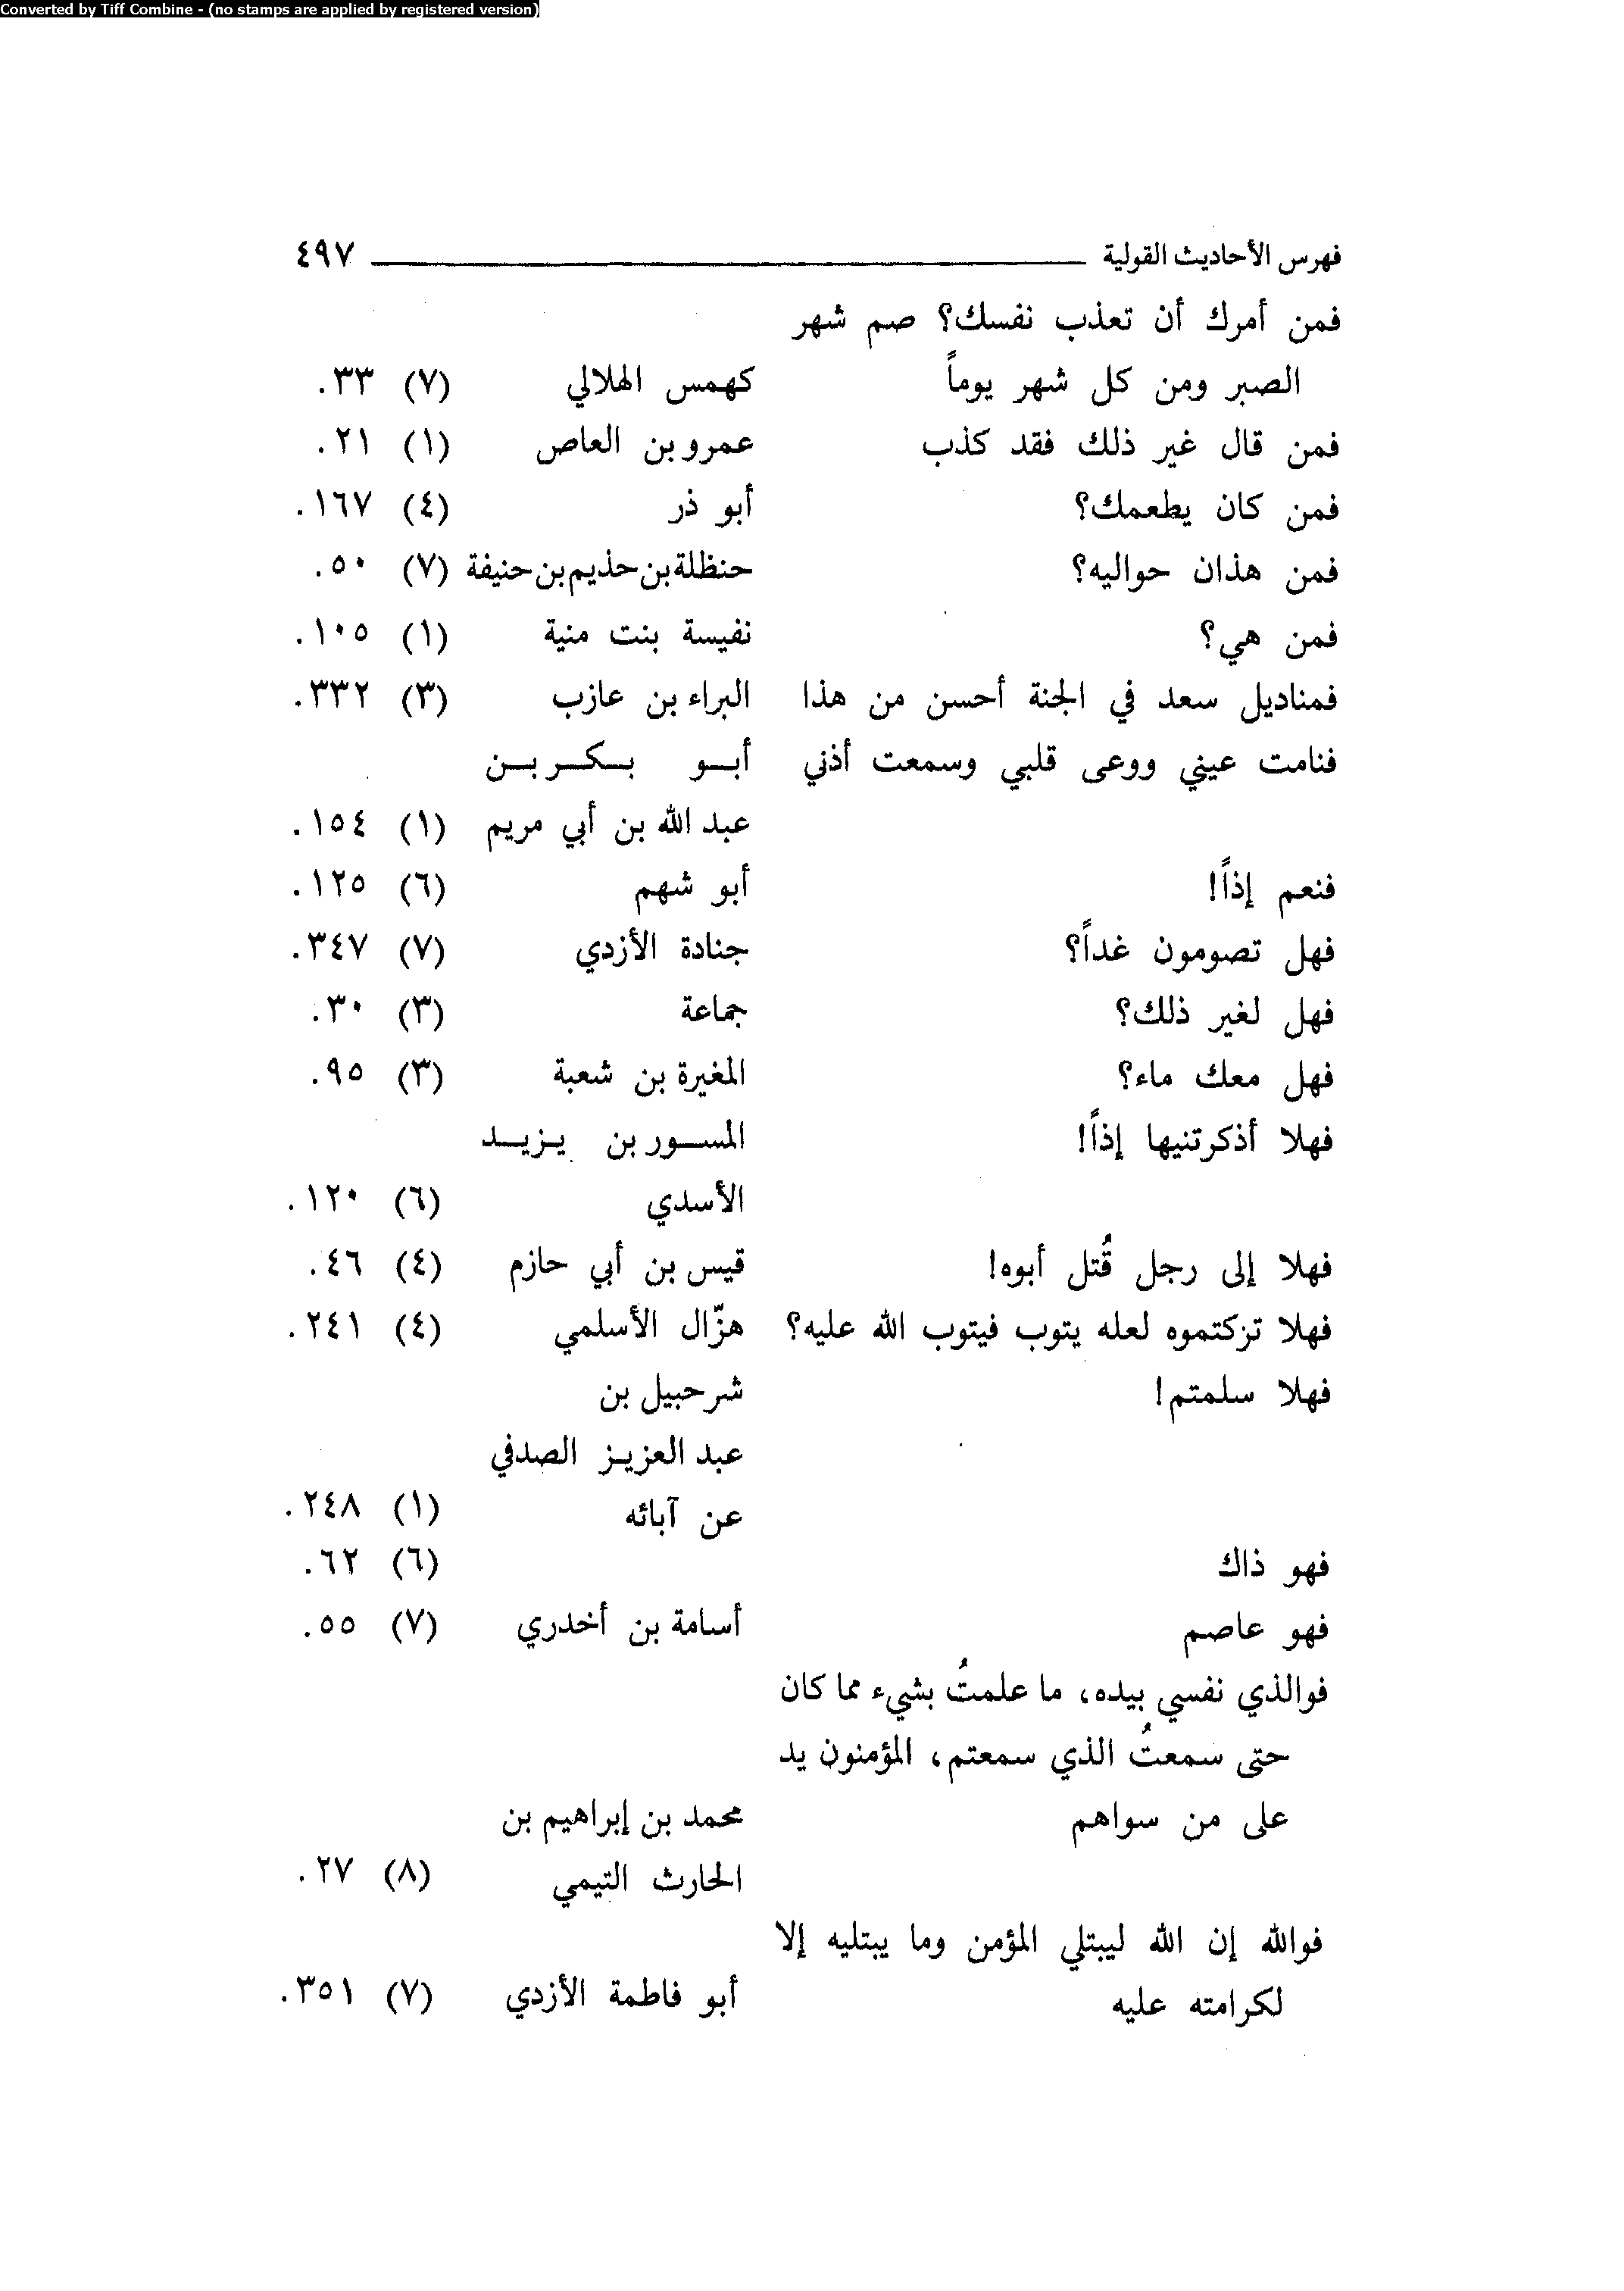 Converted by Tiff Combine - (no stamps are applied by registered version)
فهرس الأحاديث القولية ٤٩٧
فمن أمرك أن تعذب نفسك؟ صم شهر
الصبر ومن كل شهر يوماً كهمس الهلالي (٧) ٣٣.
فمن قال غير ذلك فقد كذب عمرو بن العاص (١) ٢١.
فمن كان يطعمك؟ أبو ذر (٤) ١٦٧.
فمن هذان حواليه؟ حنظلة بن حذيم بن حنيفة (٧) ٥٠.
فمن هي؟ نفيسة بنت منية (١) ١٠٥.
فمناديل سعد في الجنة أحسن من هذا البراء بن عازب (٣) ٣٣٢.
فنامت عيني ووعى قلبي وسمعت أذني أبو بكر بن
عبد الله بن أبي مريم (١) ١٥٤.
فنعم إذاً! أبو شهم (٦) ١٢٥.
فهل تصومون غداً؟ جنادة الأزدي (٧) ٣٤٧.
فهل لغير ذلك؟ جماعة (٣) ٣٠.
فهل معك ماء؟ المغيرة بن شعبة (٣) ٩٥.
فهلا أذكرتنيها إذاً! المسور بن يزيد
الأسدي (٦) ١٢٠.
فهلا إلى رجل قُتل أبوه! قيس بن أبي حازم (٤) ٤٦.
فهلا تركتموه لعله يتوب فيتوب الله عليه؟ هزّال الأسلمي (٤) ٢٤١.
فهلا سلمتم! شرحبيل بن
عبد العزيز الصدفي
عن آبائه (١) ٢٤٨.
فهو ذاك (٦) ٦٢.
فهو عاصم أسامة بن أخدري (٧) ٥٥.
فوالذي نفسي بيده، ما علمتُ بشيء مما كان
حتى سمعتُ الذي سمعتم، المؤمنون يد
على من سواهم محمد بن إبراهيم بن
الحارث التيمي (٨) ٢٧.
فوالله إن الله ليبتلي المؤمن وما يبتليه إلا
لكرامته عليه أبو فاطمة الأزدي (٧) ٣٥١.